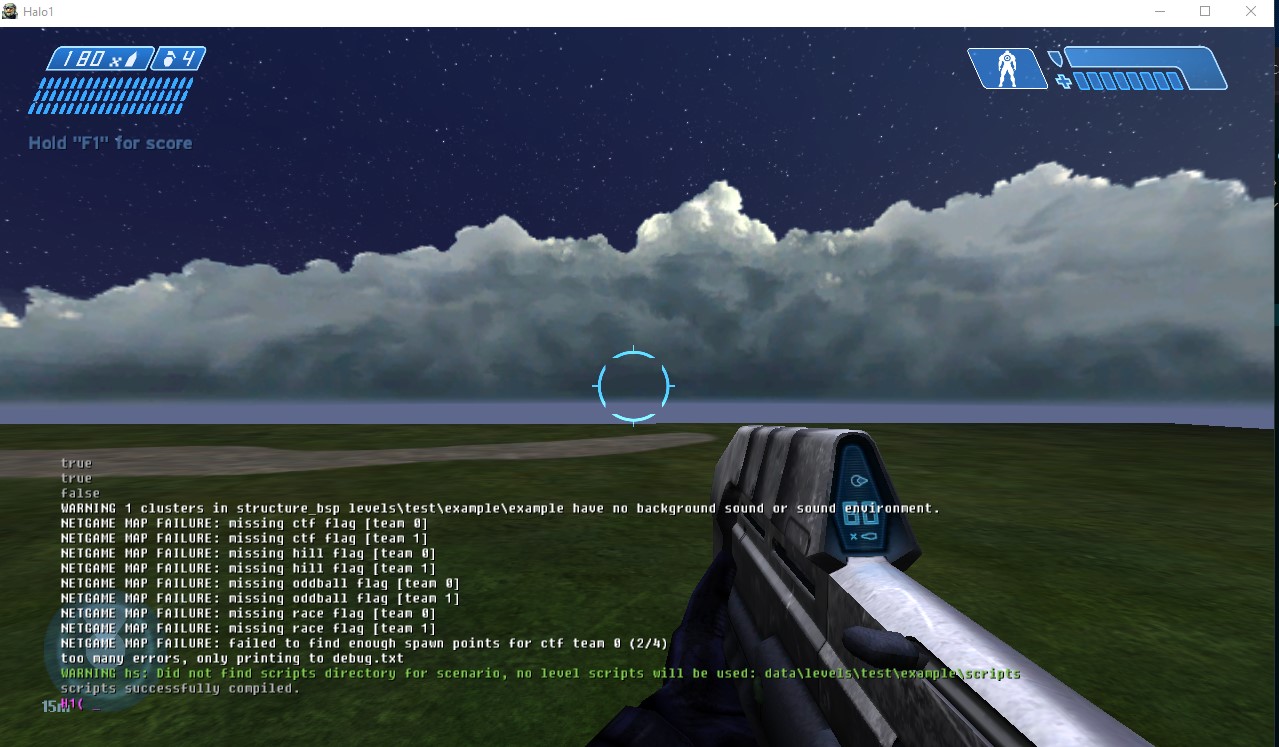 Halo1
180 x 4
Hold "F1" for score
60
x
true
true
false
WARNING 1 clusters in structure_bsp levels\test\example\example have no background sound or sound environment.
NETGAME MAP FAILURE: missing ctf flag [team 0]
NETGAME MAP FAILURE: missing ctf flag [team 1]
NETGAME MAP FAILURE: missing hill flag [team 0]
NETGAME MAP FAILURE: missing hill flag [team 1]
NETGAME MAP FAILURE: missing oddball flag [team 0]
NETGAME MAP FAILURE: missing oddball flag [team 1]
NETGAME MAP FAILURE: missing race flag [team 0]
NETGAME MAP FAILURE: missing race flag [team 1]
NETGAME MAP FAILURE: failed to find enough spawn points for ctf team 0 (2/4)
too many errors, only printing to debug.txt
WARNING hs: Did not find scripts directory for scenario, no level scripts will be used: data\levels\test\example\scripts
scripts successfully compiled.
15m
H1( _